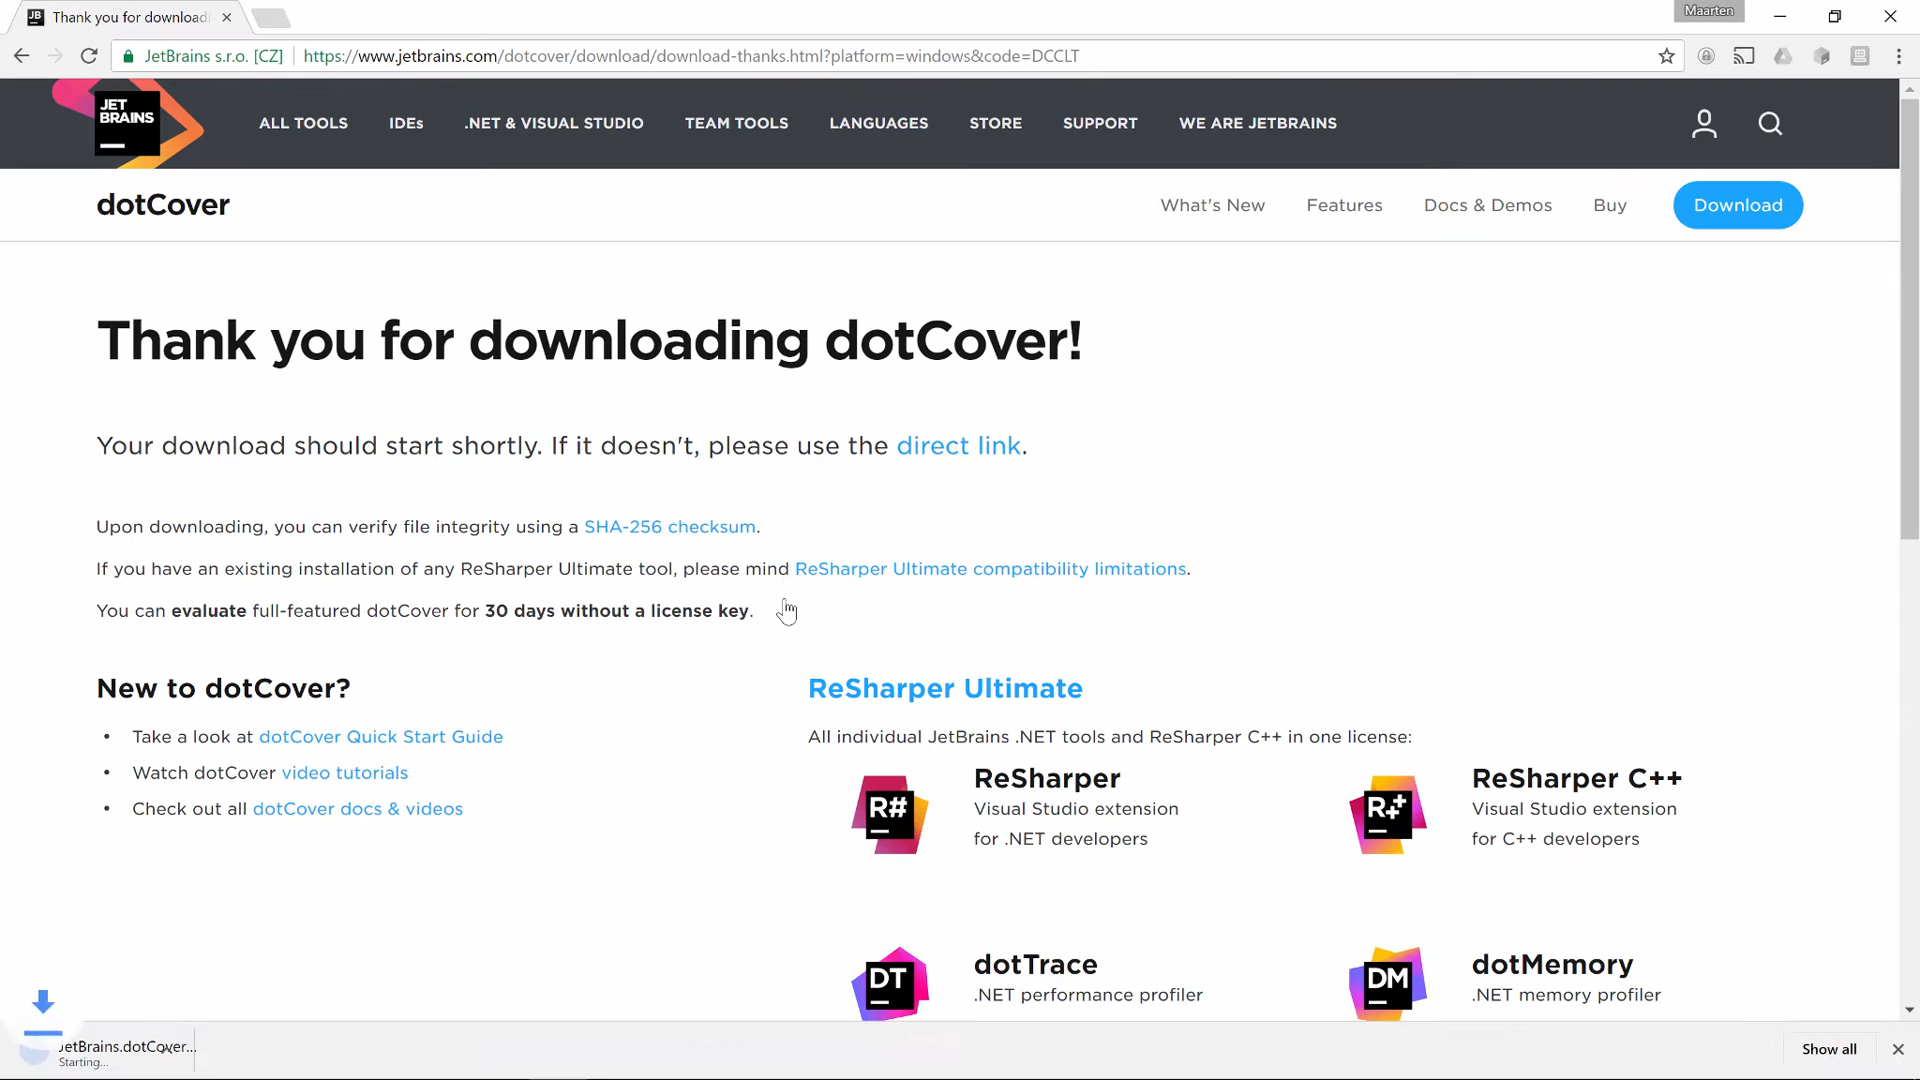 Thank you for download
Maarten
JetBrains s.r.o. [CZ] https://www.jetbrains.com/dotcover/download/download-thanks.html?platform=windows&code=DCCLT
JET
BRAINS
ALL TOOLS IDEs .NET & VISUAL STUDIO TEAM TOOLS LANGUAGES STORE SUPPORT WE ARE JETBRAINS
dotCover What's New Features Docs & Demos Buy Download
Thank you for downloading dotCover!
Your download should start shortly. If it doesn't, please use the direct link.
Upon downloading, you can verify file integrity using a SHA-256 checksum.
If you have an existing installation of any ReSharper Ultimate tool, please mind ReSharper Ultimate compatibility limitations.
You can evaluate full-featured dotCover for 30 days without a license key.
New to dotCover?
• Take a look at dotCover Quick Start Guide
• Watch dotCover video tutorials
• Check out all dotCover docs & videos
ReSharper Ultimate
All individual JetBrains .NET tools and ReSharper C++ in one license:
R#
ReSharper
Visual Studio extension
for .NET developers
R++
ReSharper C++
Visual Studio extension
for C++ developers
DT
dotTrace
.NET performance profiler
DM
dotMemory
.NET memory profiler
JetBrains.dotCover...
Starting...
Show all